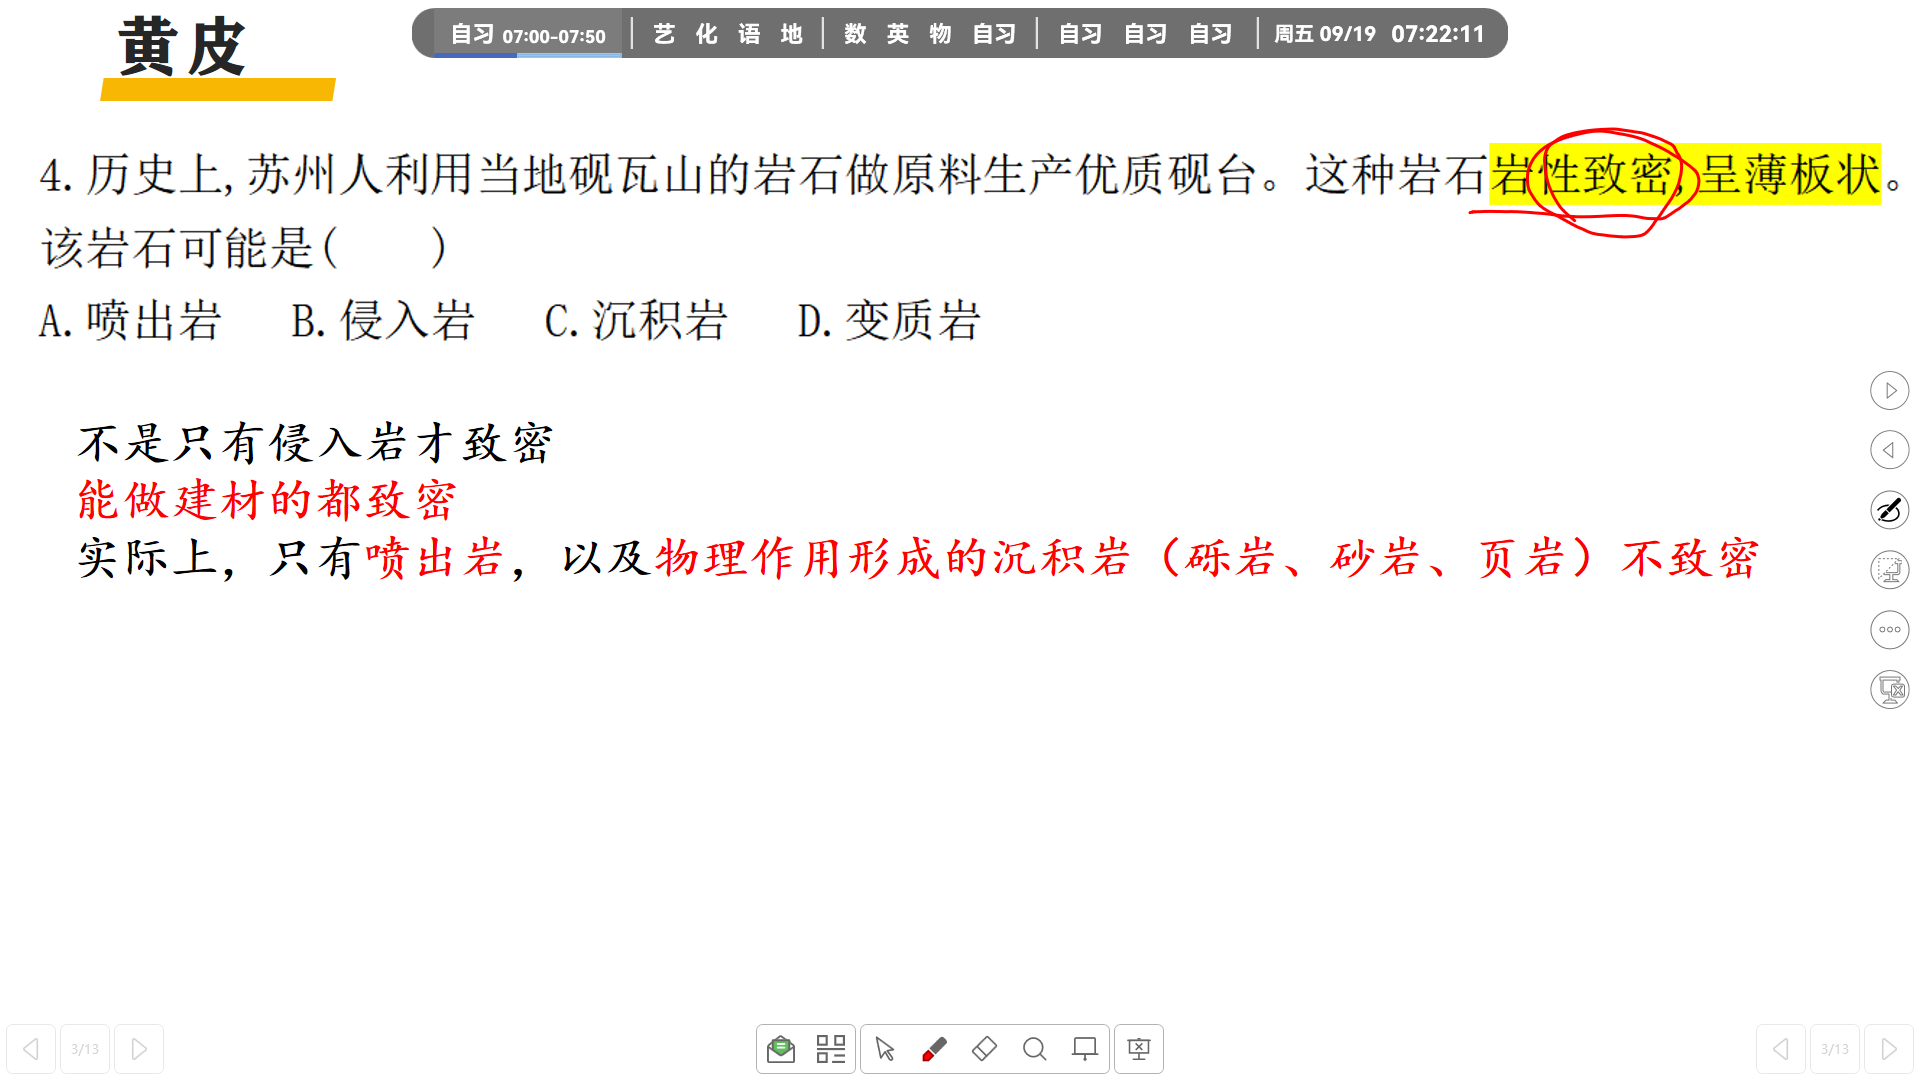 黄皮
自习 07:00-07:50 艺 化 语 地 数 英 物 自习 自习 自习 自习 周五 09/19 07:22:11
4.历史上,苏州人利用当地砚瓦山的岩石做原料生产优质砚台。这种岩石岩性致密,呈薄板状。
该岩石可能是( )
A.喷出岩 B.侵入岩 C.沉积岩 D.变质岩
不是只有侵入岩才致密
能做建材的都致密
实际上，只有喷出岩，以及物理作用形成的沉积岩（砾岩、砂岩、页岩）不致密
3/13 3/13